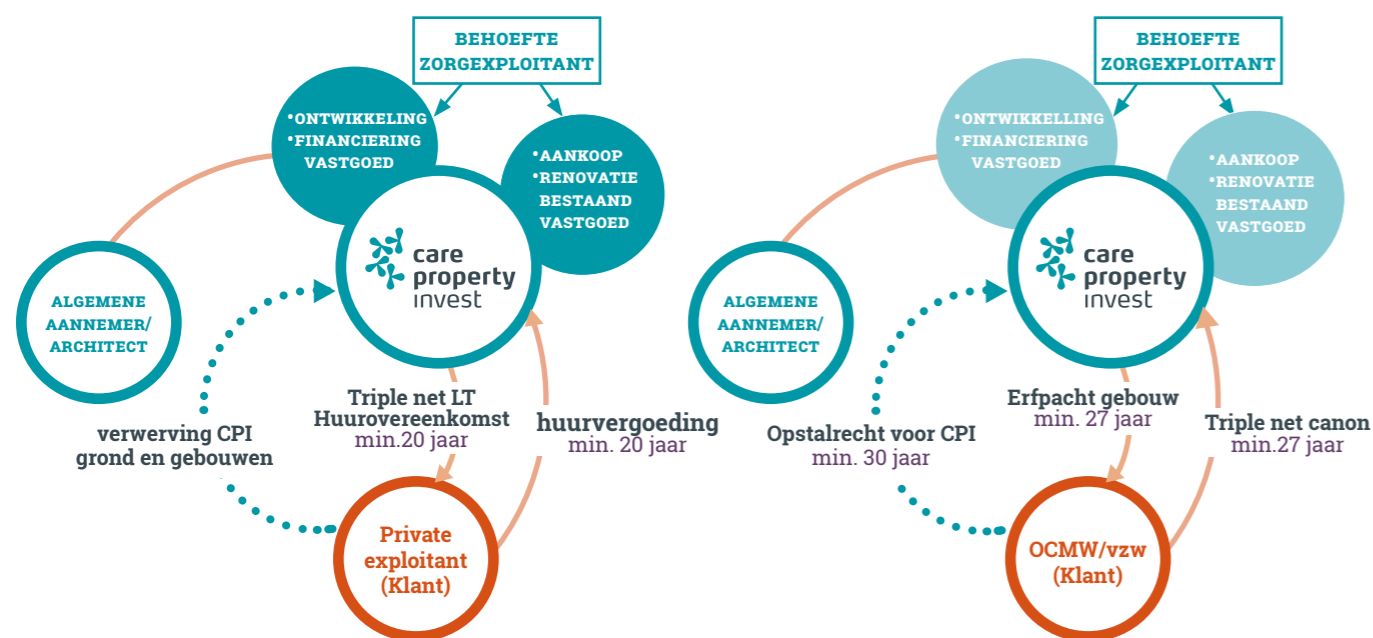 BEHOEFTE
ZORGEXPLOITANT
•ONTWIKKELING
•FINANCIERING
VASTGOED
•AANKOOP
•RENOVATIE
BESTAAND
VASTGOED
care
property
invest
ALGEMENE
AANNEMER/
ARCHITECT
Triple net LT
Huurovereenkomst
min.20 jaar
huurvergoeding
min. 20 jaar
verwerving CPI
grond en gebouwen
Private
exploitant
(Klant)
BEHOEFTE
ZORGEXPLOITANT
•ONTWIKKELLING
•FINANCIERING
VASTGOED
•AANKOOP
•RENOVATIE
BESTAAND
VASTGOED
care
property
invest
ALGEMENE
AANNEMER/
ARCHITECT
Erfpacht gebouw
min. 27 jaar
Triple net canon
min.27 jaar
Opstalrecht voor CPI
min. 30 jaar
OCMW/vzw
(Klant)